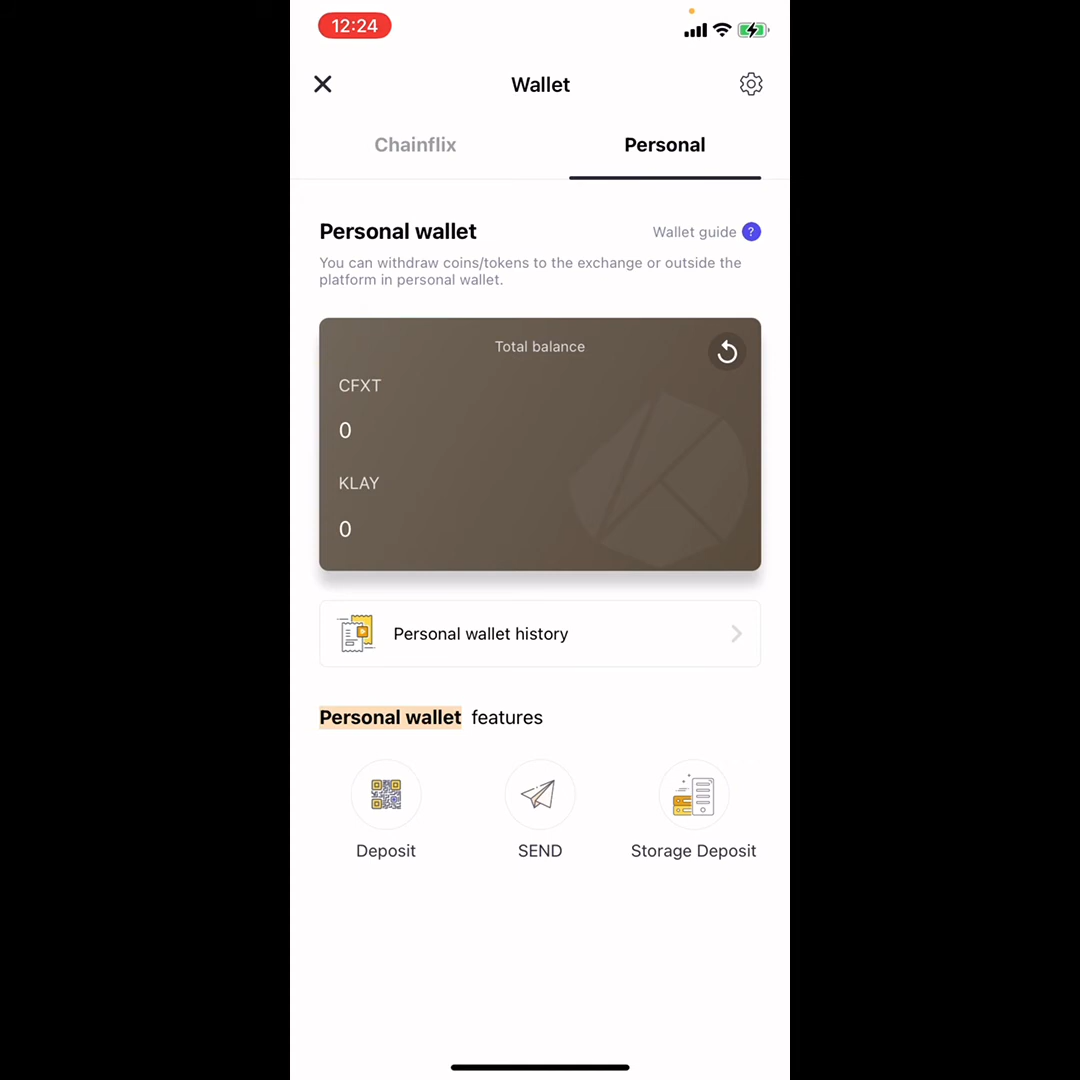 12:24
Wallet
Chainflix
Personal
Personal wallet
Wallet guide ?
You can withdraw coins/tokens to the exchange or outside the
platform in personal wallet.
Total balance
CFXT
0
KLAY
0
Personal wallet history
Personal wallet features
Deposit
SEND
Storage Deposit